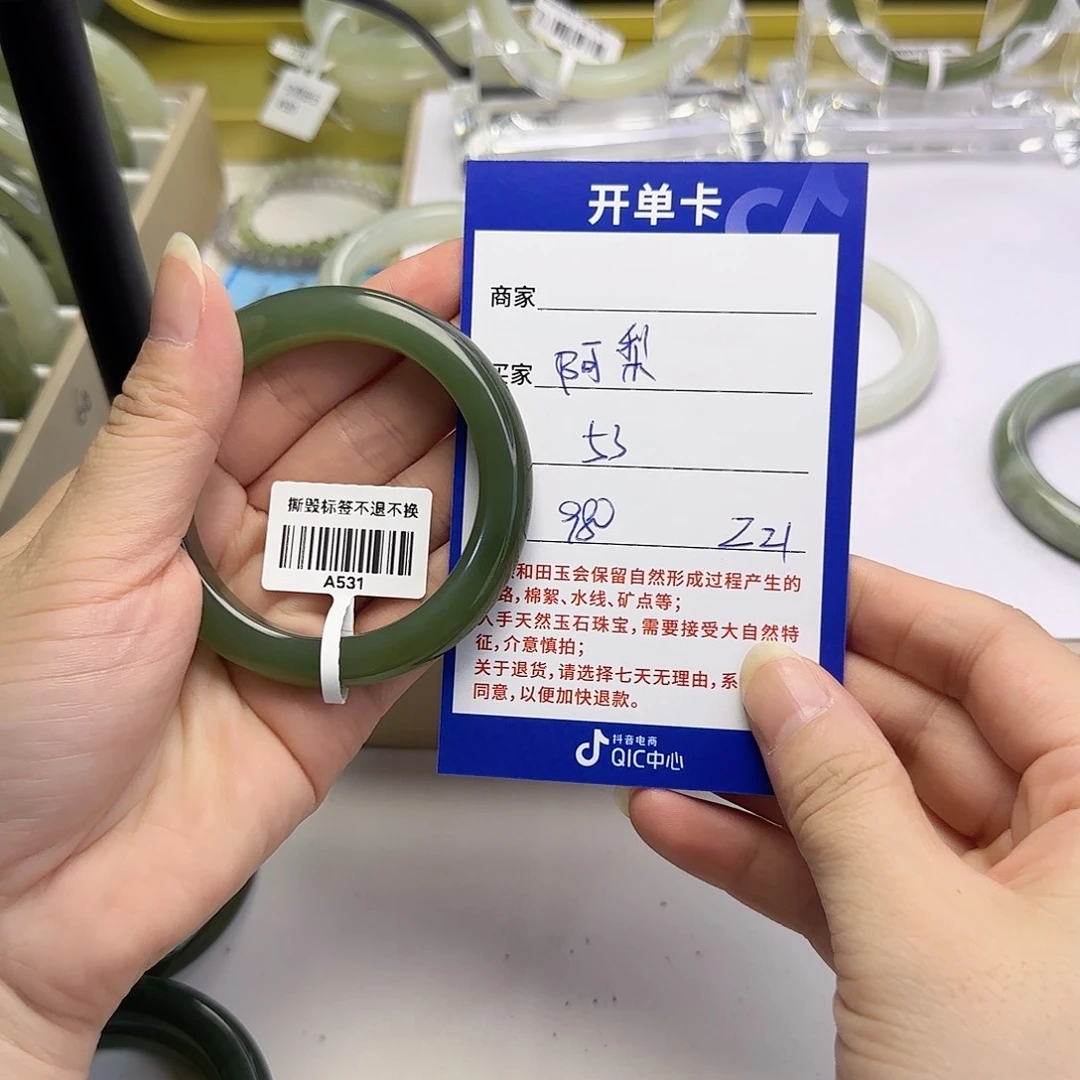 开单卡
商家
买家 阿梨
53
980 Z21
和田玉会保留自然形成过程产生的
络,棉絮、水线、矿点等;
入手天然玉石珠宝,需要接受大自然特
征,介意慎拍;
关于退货,请选择七天无理由,系
同意,以便加快退款。
抖音电商
QIC中心
撕毁标签不退不换
A531